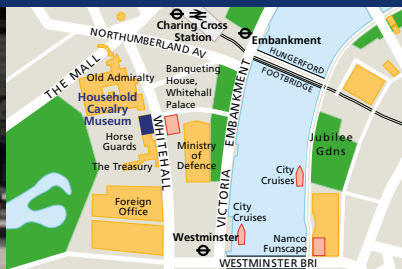 Charing Cross
Station
Embankment
NORTHUMBERLAND AV
HUNGERFORD
FOOTBRIDGE
THE MALL
Old Admiralty
Banqueting
House,
Whitehall
Palace
Household
Cavalry
Museum
Horse
Guards
WHITEHALL
The Treasury
Ministry
of
Defence
VICTORIA EMBANKMENT
Jubilee
Gdns
City
Cruises
Foreign
Office
City
Cruises
Westminster
Namco
Funscape
WESTMINSTER BRI